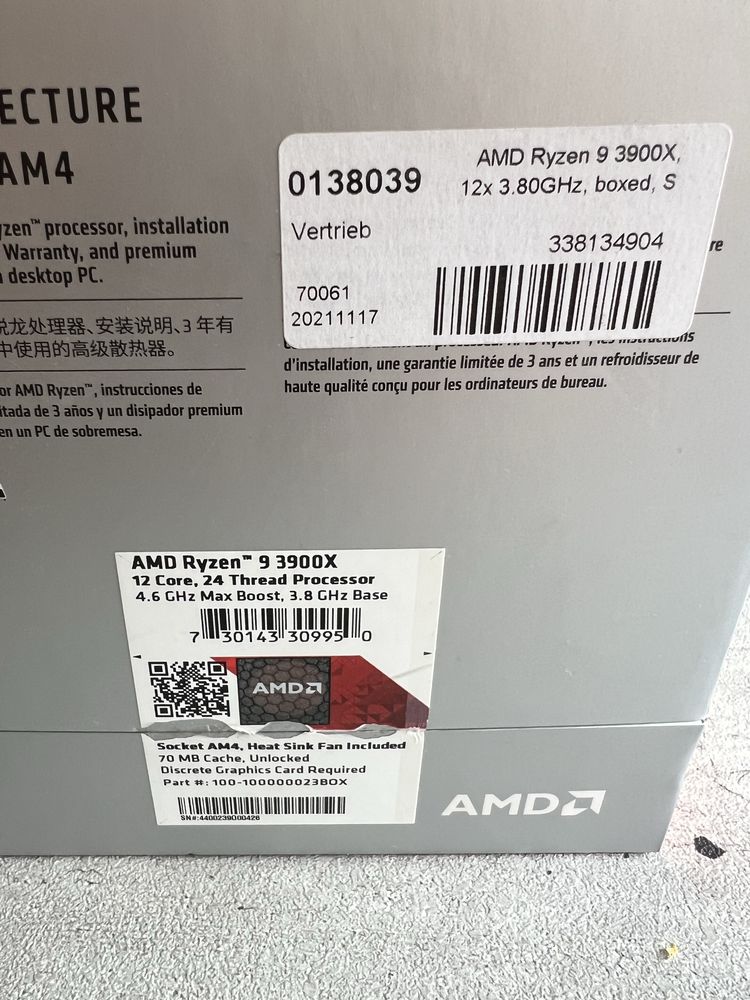 ECTURE
AM4
yzen™ processor, installation
Warranty, and premium
desktop PC.
龙处理器、安装说明、3 年有
中使用的高级散热器。
or AMD Ryzen™, instrucciones de
itada de 3 años y un disipador premium
en un PC de sobremesa.
0138039
AMD Ryzen 9 3900X,
12x 3.80GHz, boxed, S
Vertrieb
338134904
70061
20211117
re
d'installation, une garantie limitée de 3 ans et un refroidisseur de
haute qualité conçu pour les ordinateurs de bureau.
AMD Ryzen™ 9 3900X
12 Core, 24 Thread Processor
4.6 GHz Max Boost, 3.8 GHz Base
7 30143 30995 0
AMD
Socket AM4, Heat Sink Fan Included
70 MB Cache, Unlocked
Discrete Graphics Card Required
Part #: 100-100000023BOX
SN#:4400239O00426
AMD